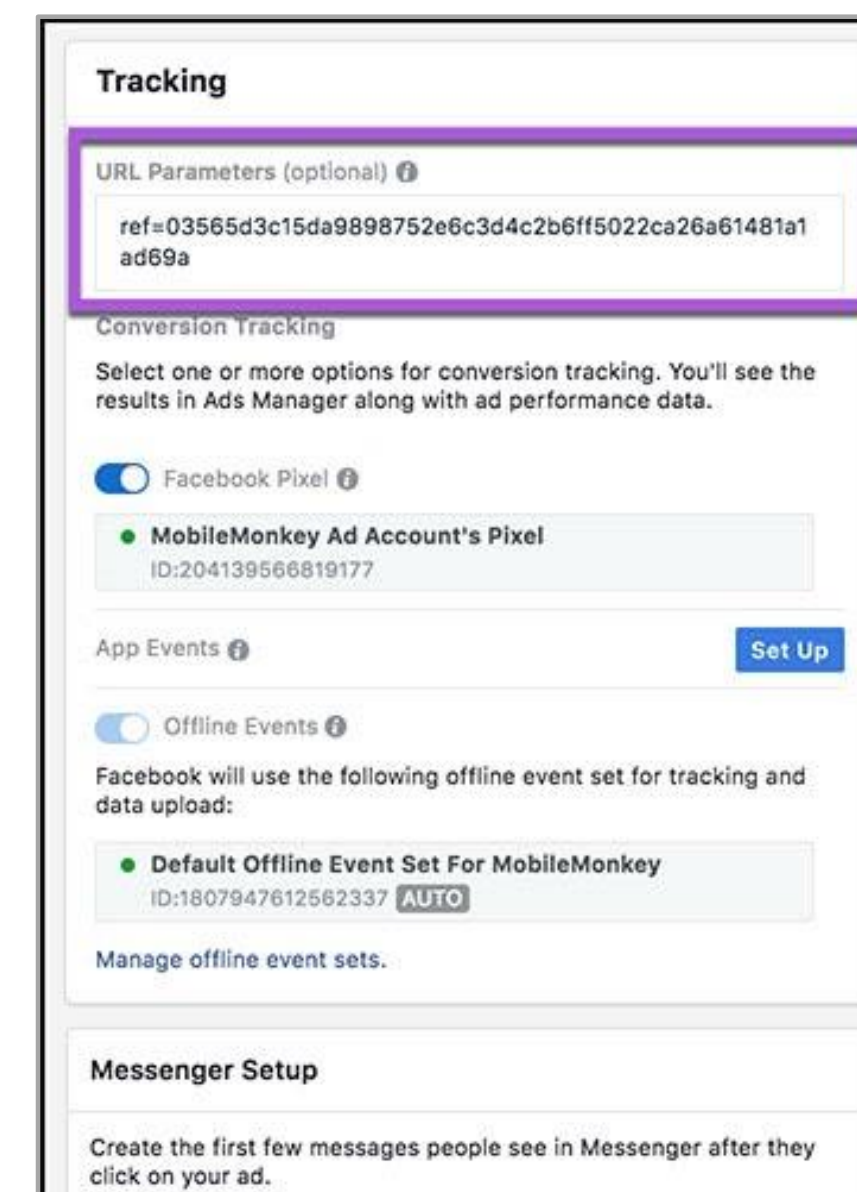 Tracking
URL Parameters (optional)
ref=03565d3c15da9898752e6c3d4c2b6ff5022ca26a61481a1
ad69a
Conversion Tracking
Select one or more options for conversion tracking. You'll see the
results in Ads Manager along with ad performance data.
Facebook Pixel
MobileMonkey Ad Account's Pixel
ID:204139566819177
App Events
Set Up
Offline Events
Facebook will use the following offline event set for tracking and
data upload:
Default Offline Event Set For MobileMonkey
ID:1807947612562337 AUTO
Manage offline event sets.
Messenger Setup
Create the first few messages people see in Messenger after they
click on your ad.